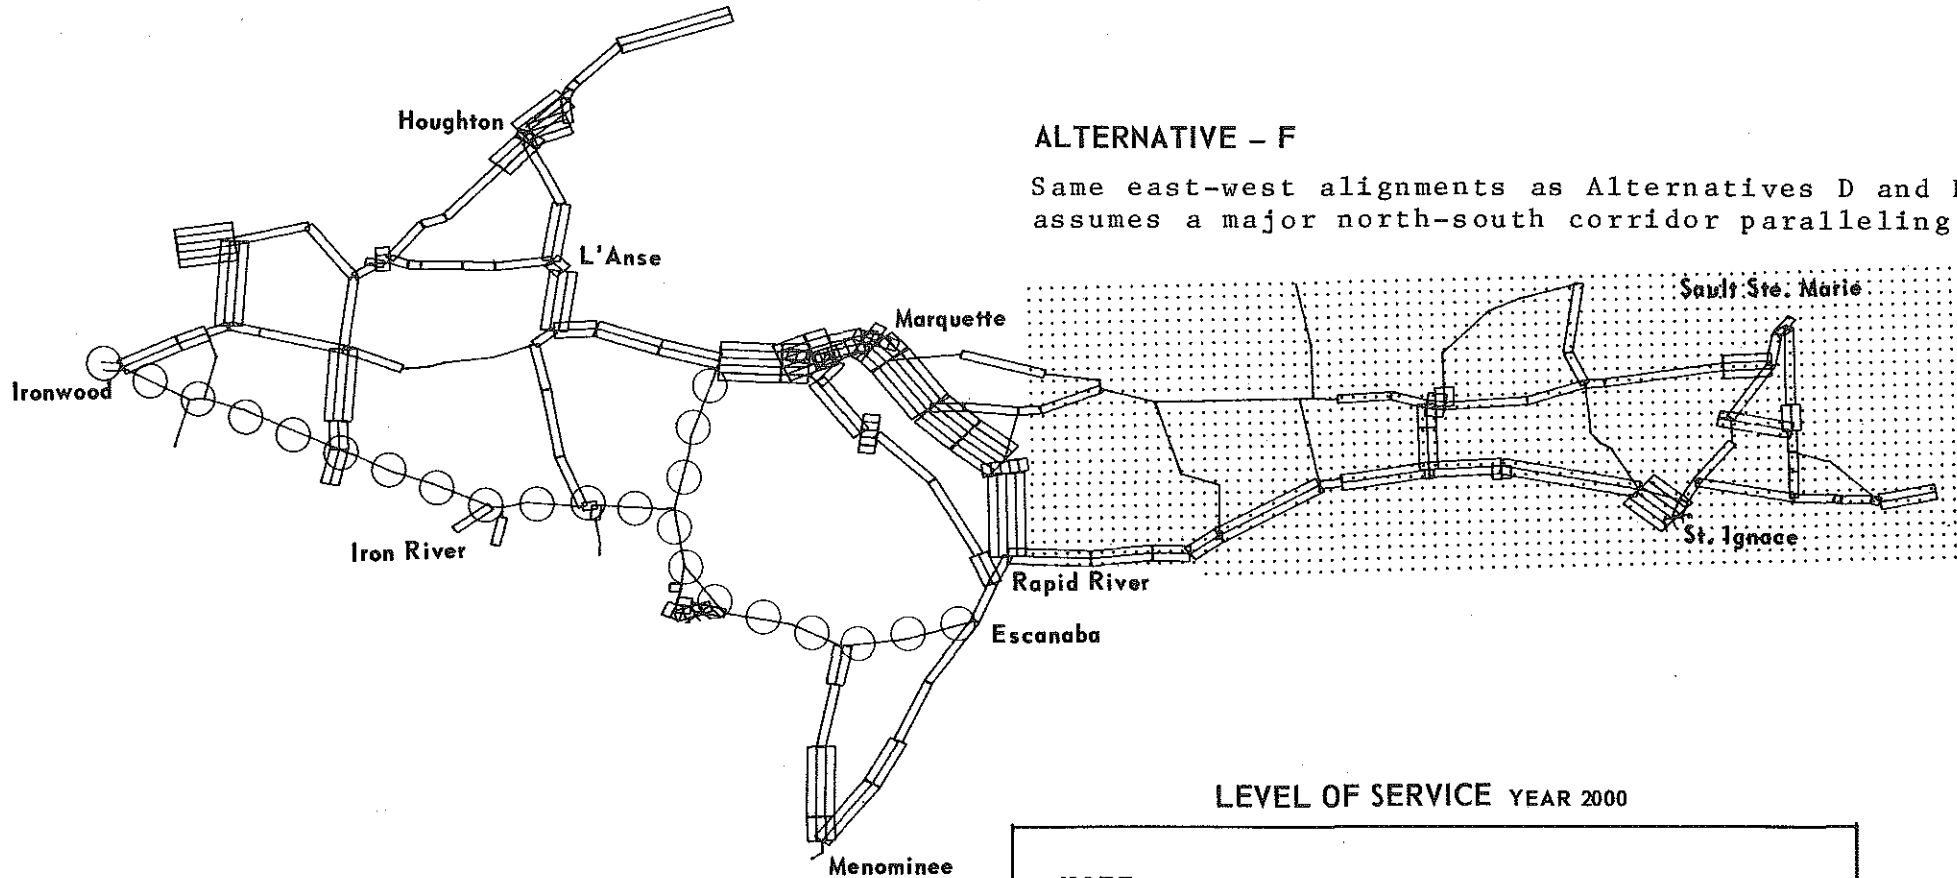 Houghton
ALTERNATIVE – F
Same east-west alignments as Alternatives D and
assumes a major north-south corridor paralleling
L'Anse
Sault Ste. Marie
Marquette
Ironwood
Iron River
St. Ignace
Rapid River
Escanaba
LEVEL OF SERVICE YEAR 2000
Menominee